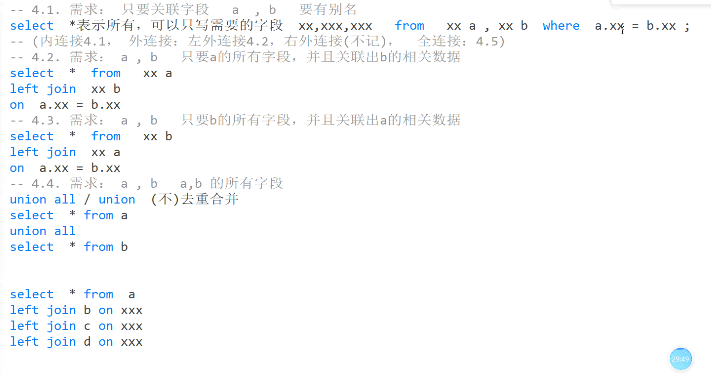 -- 4.1. 需求： 只要关联字段 a , b 要有别名
select *表示所有，可以只写需要的字段 xx,xxx,xxx from xx a , xx b where a.xx = b.xx ;
-- (内连接4.1， 外连接：左外连接4.2，右外连接(不记)， 全连接：4.5)
-- 4.2. 需求： a , b 只要a的所有字段，并且关联出b的相关数据
select * from xx a
left join xx b
on a.xx = b.xx
-- 4.3. 需求： a , b 只要b的所有字段，并且关联出a的相关数据
select * from xx b
left join xx a
on a.xx = b.xx
-- 4.4. 需求： a , b a,b 的所有字段
union all / union (不)去重合并
select * from a
union all
select * from b
select * from a
left join b on xxx
left join c on xxx
left join d on xxx
29:49